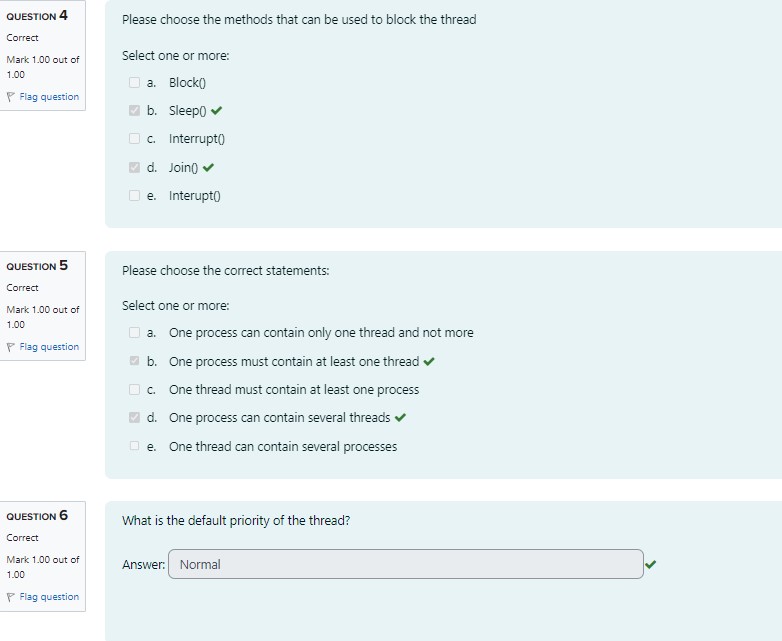 QUESTION 4
Correct
Mark 1.00 out of
1.00
Flag question
Please choose the methods that can be used to block the thread
Select one or more:
a. Block()
b. Sleep()
c. Interrupt()
d. Join()
e. Interupt()
QUESTION 5
Correct
Mark 1.00 out of
1.00
Flag question
Please choose the correct statements:
Select one or more:
a. One process can contain only one thread and not more
b. One process must contain at least one thread
c. One thread must contain at least one process
d. One process can contain several threads
e. One thread can contain several processes
QUESTION 6
Correct
Mark 1.00 out of
1.00
Flag question
What is the default priority of the thread?
Answer: Normal